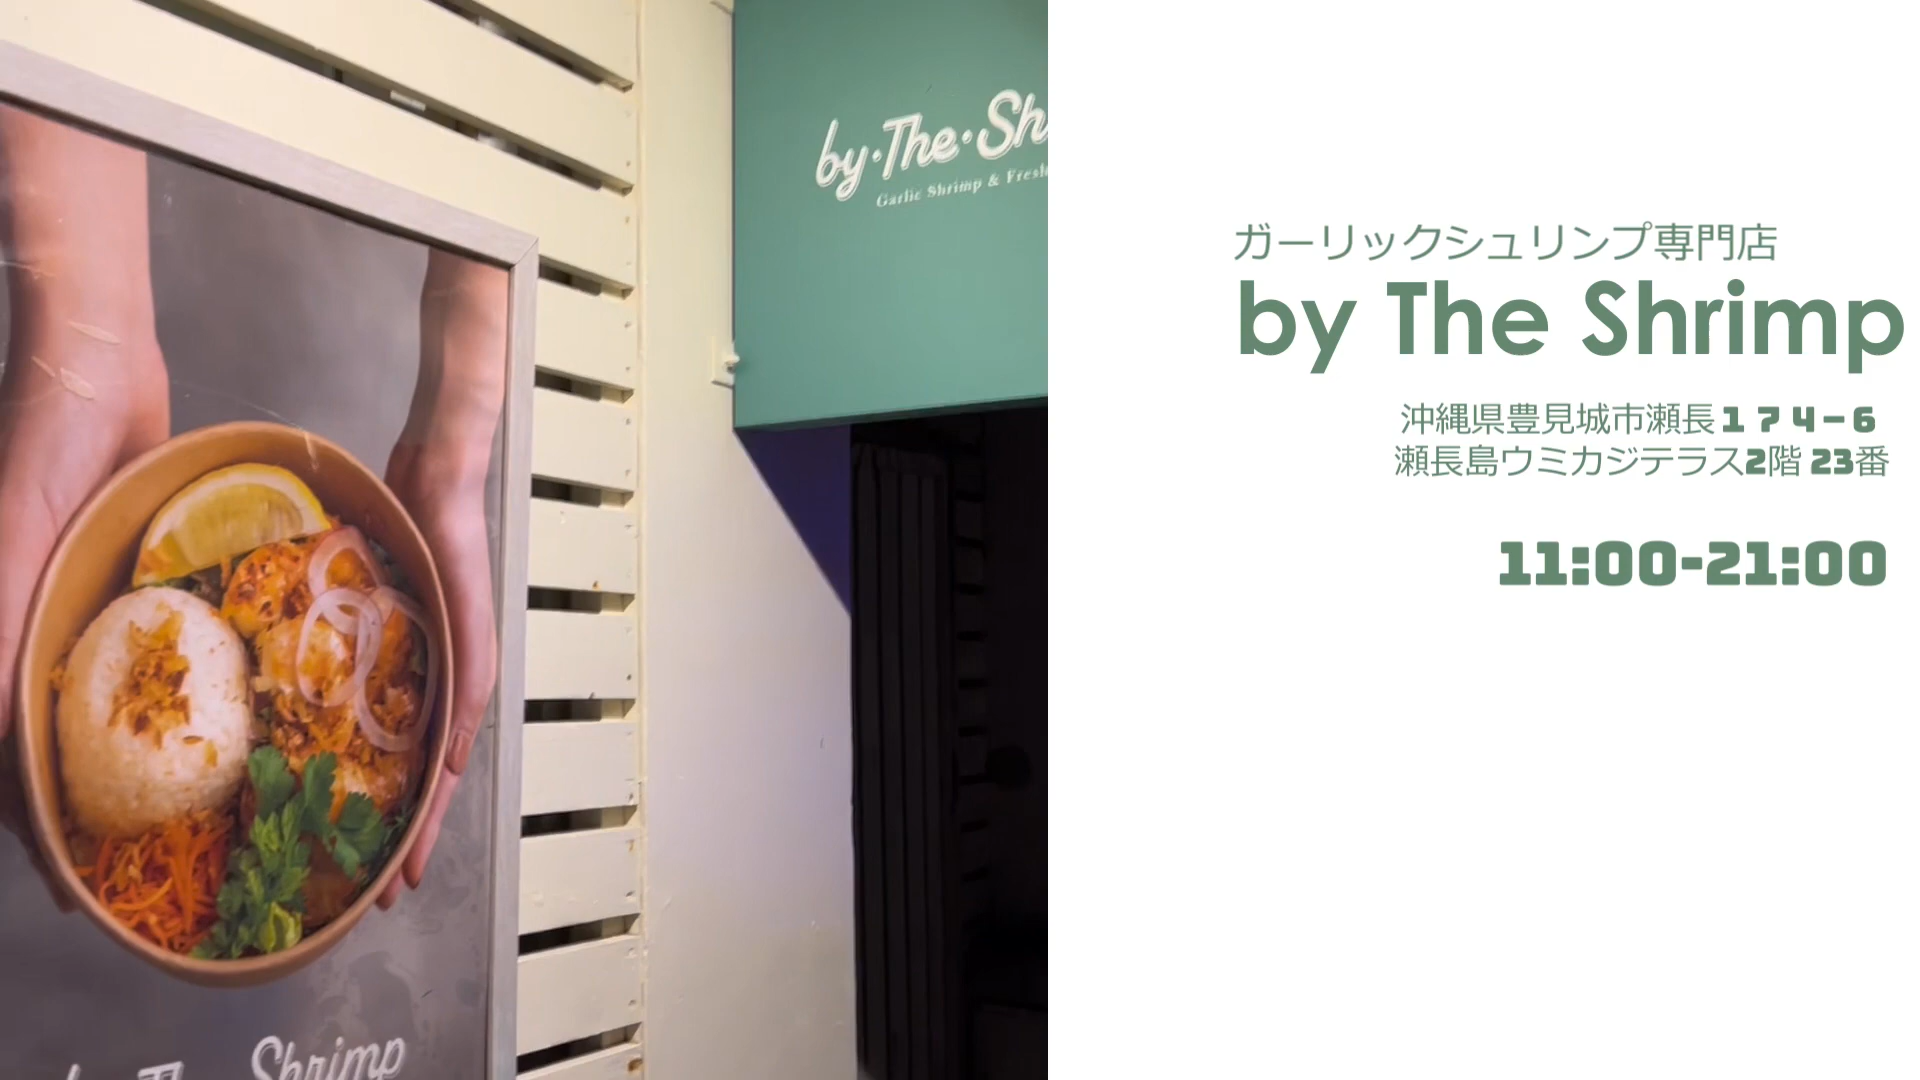 by・The・Sh
Garlic Shrimp & Fresh
Shrimp
ガーリックシュリンプ専門店
by The Shrimp
沖縄県豊見城市瀬長174-6
瀬長島ウミカジテラス2階 23番
11:00-21:00